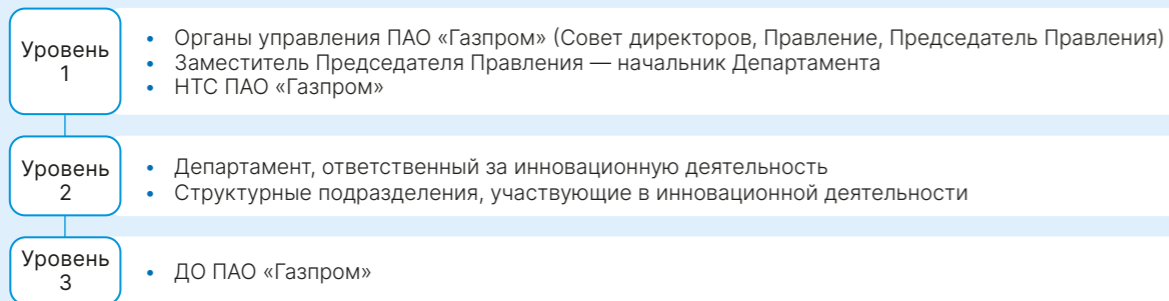 Уровень
1
• Органы управления ПАО «Газпром» (Совет директоров, Правление, Председатель Правления)
• Заместитель Председателя Правления — начальник Департамента
• НТС ПАО «Газпром»
Уровень
2
• Департамент, ответственный за инновационную деятельность
• Структурные подразделения, участвующие в инновационной деятельности
Уровень
3
• ДО ПАО «Газпром»